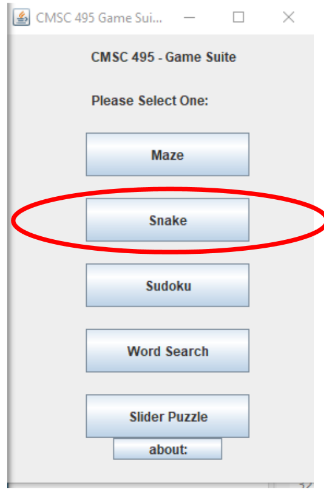 CMSC 495 Game Sui...
CMSC 495 - Game Suite
Please Select One:
Maze
Snake
Sudoku
Word Search
Slider Puzzle
about: